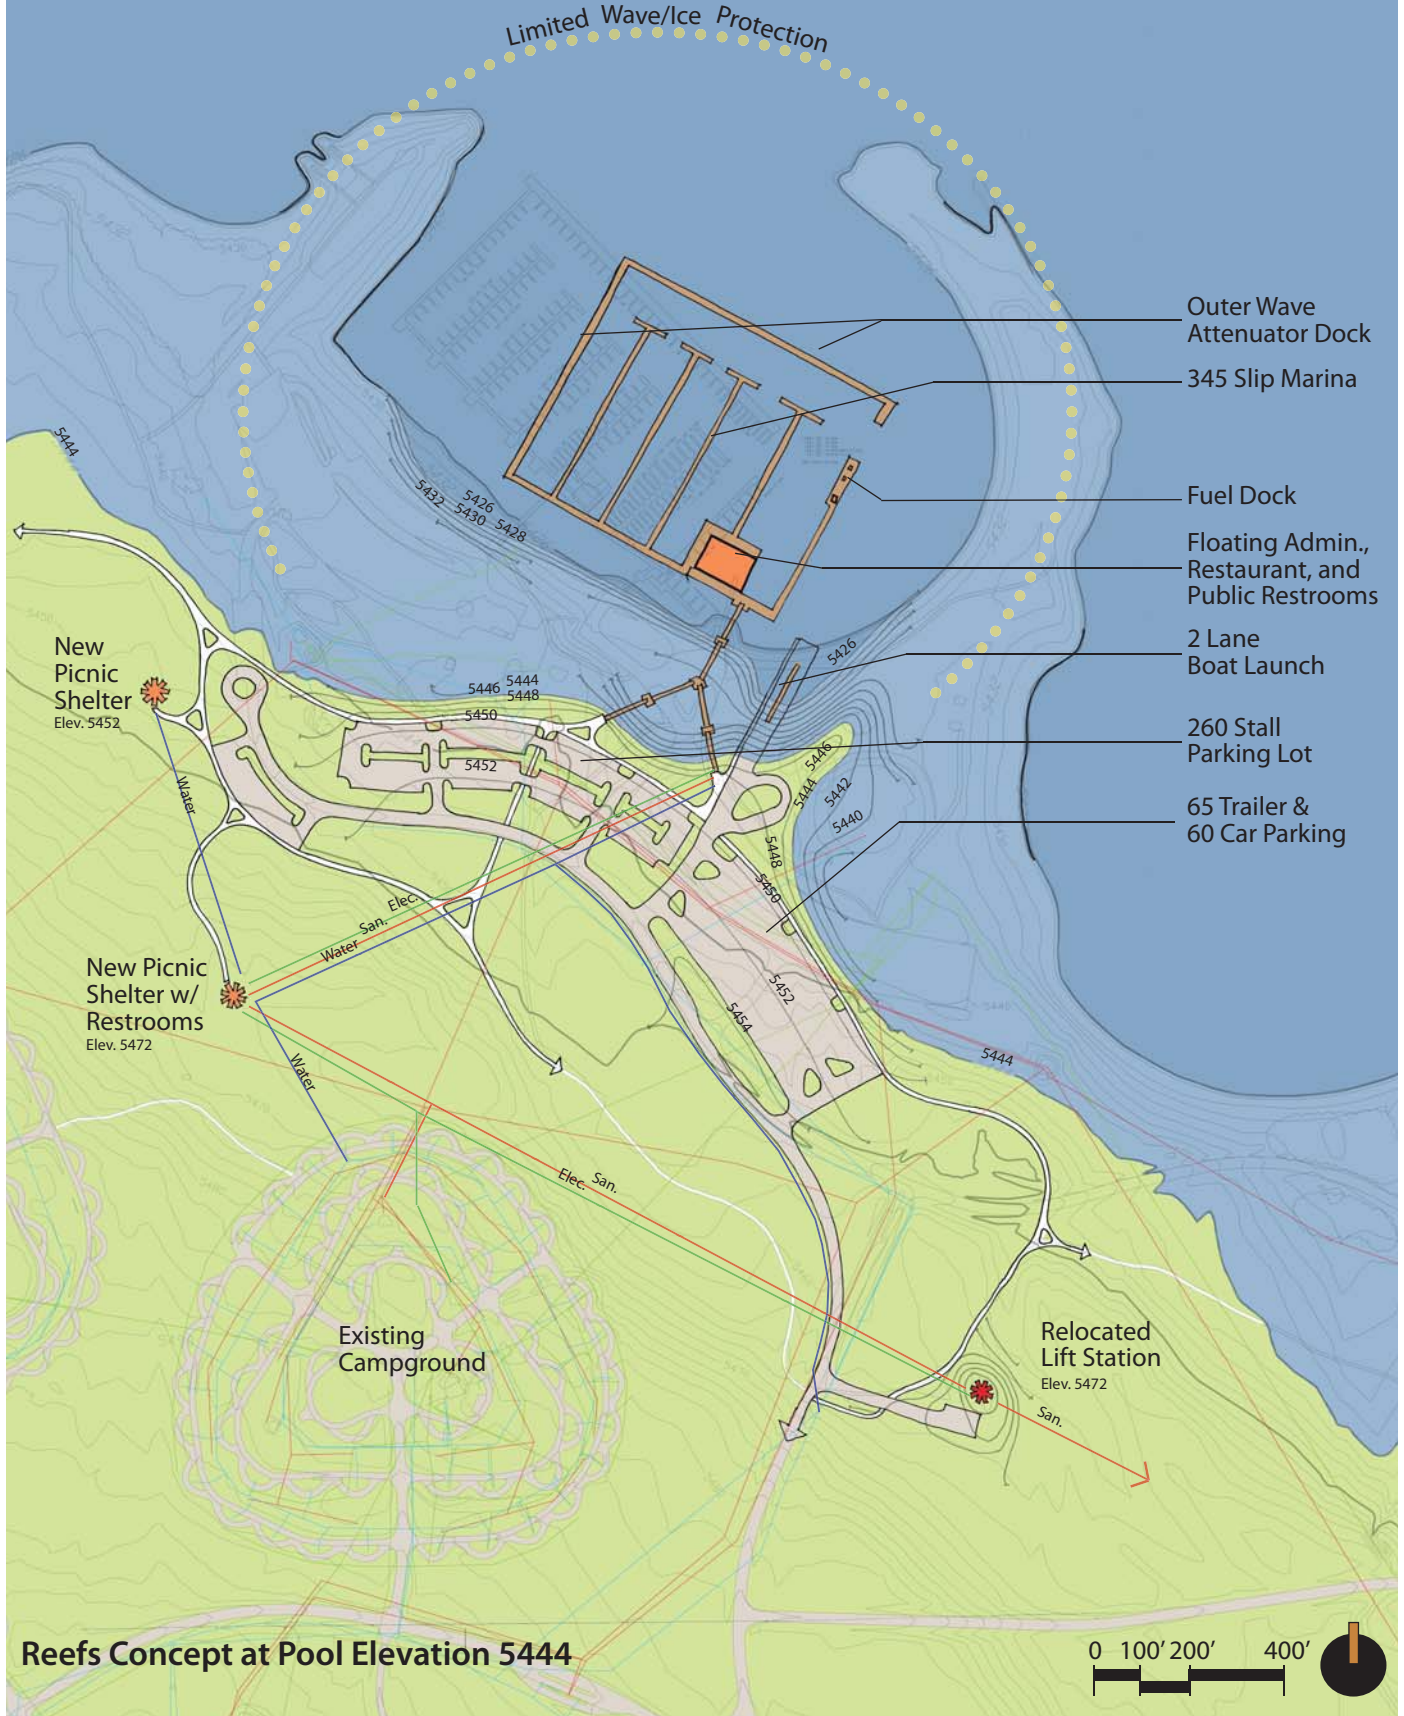 Limited Wave/Ice Protection
Outer Wave
Attenuator Dock
345 Slip Marina
5444
5432
5426
5430
5428
Fuel Dock
Floating Admin.,
Restaurant, and
Public Restrooms
New
Picnic
Shelter
Elev. 5452
5426
2 Lane
Boat Launch
5446
5444
5448
5450
5452
260 Stall
Parking Lot
5446
5444
5442
5440
65 Trailer &
60 Car Parking
Water
5448
5450
Elec.
San.
Water
New Picnic
Shelter w/
Restrooms
Elev. 5472
5452
5454
5444
Water
Elec. San.
Existing
Campground
Relocated
Lift Station
Elev. 5472
San.
Reefs Concept at Pool Elevation 5444
0 100' 200' 400'